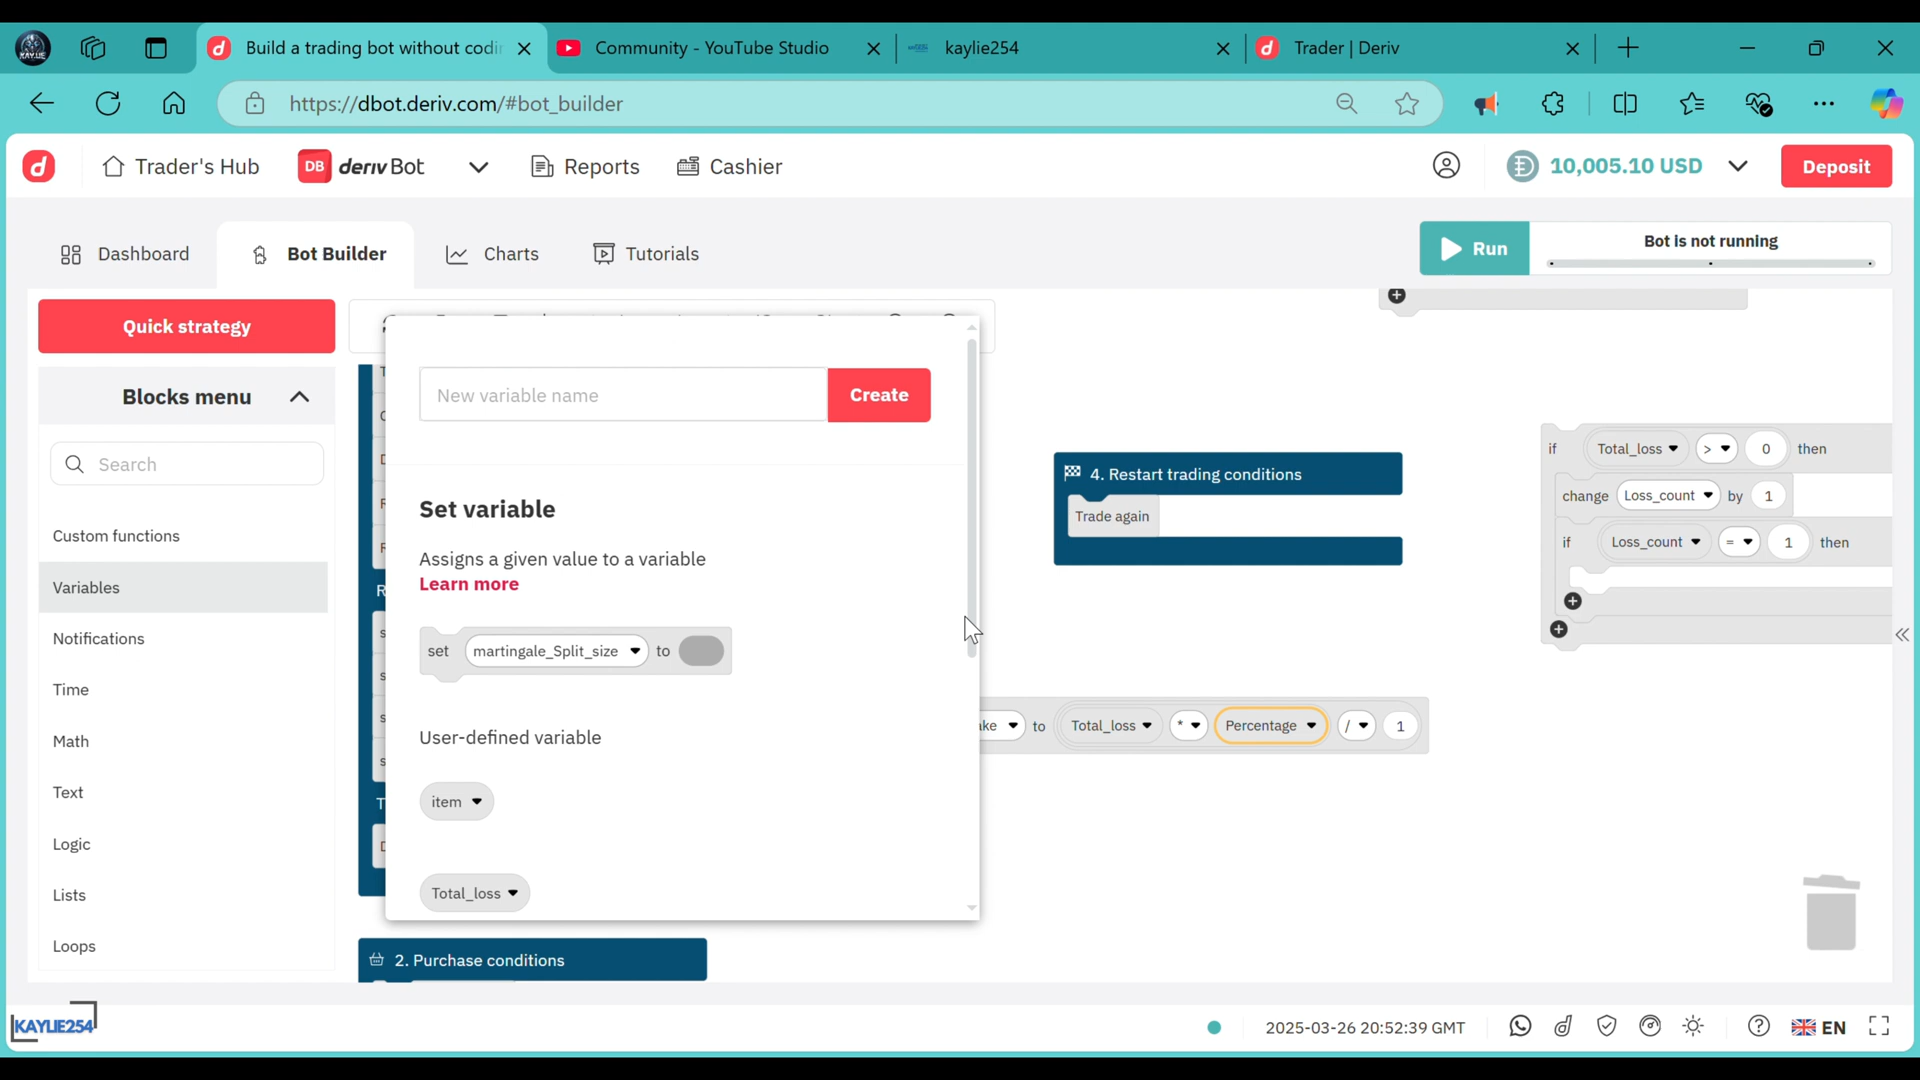 Build a trading bot without codin
Community - YouTube Studio
kaylie254
Trader | Deriv
https://dbot.deriv.com/#bot_builder
Trader's Hub
DB deriv Bot
Reports
Cashier
10,005.10 USD
Deposit
Dashboard
Bot Builder
Charts
Tutorials
Run
Bot is not running
Quick strategy
Blocks menu
Search
Custom functions
Variables
Notifications
Time
Math
Text
Logic
Lists
Loops
New variable name
Create
Set variable
Assigns a given value to a variable
Learn more
set martingale_Split_size to
User-defined variable
item
Total_loss
2. Purchase conditions
4. Restart trading conditions
Trade again
if Total_loss > 0 then
change Loss_count by 1
if Loss_count = 1 then
ake to Total_loss * Percentage / 1
KAYLIE254
2025-03-26 20:52:39 GMT
EN